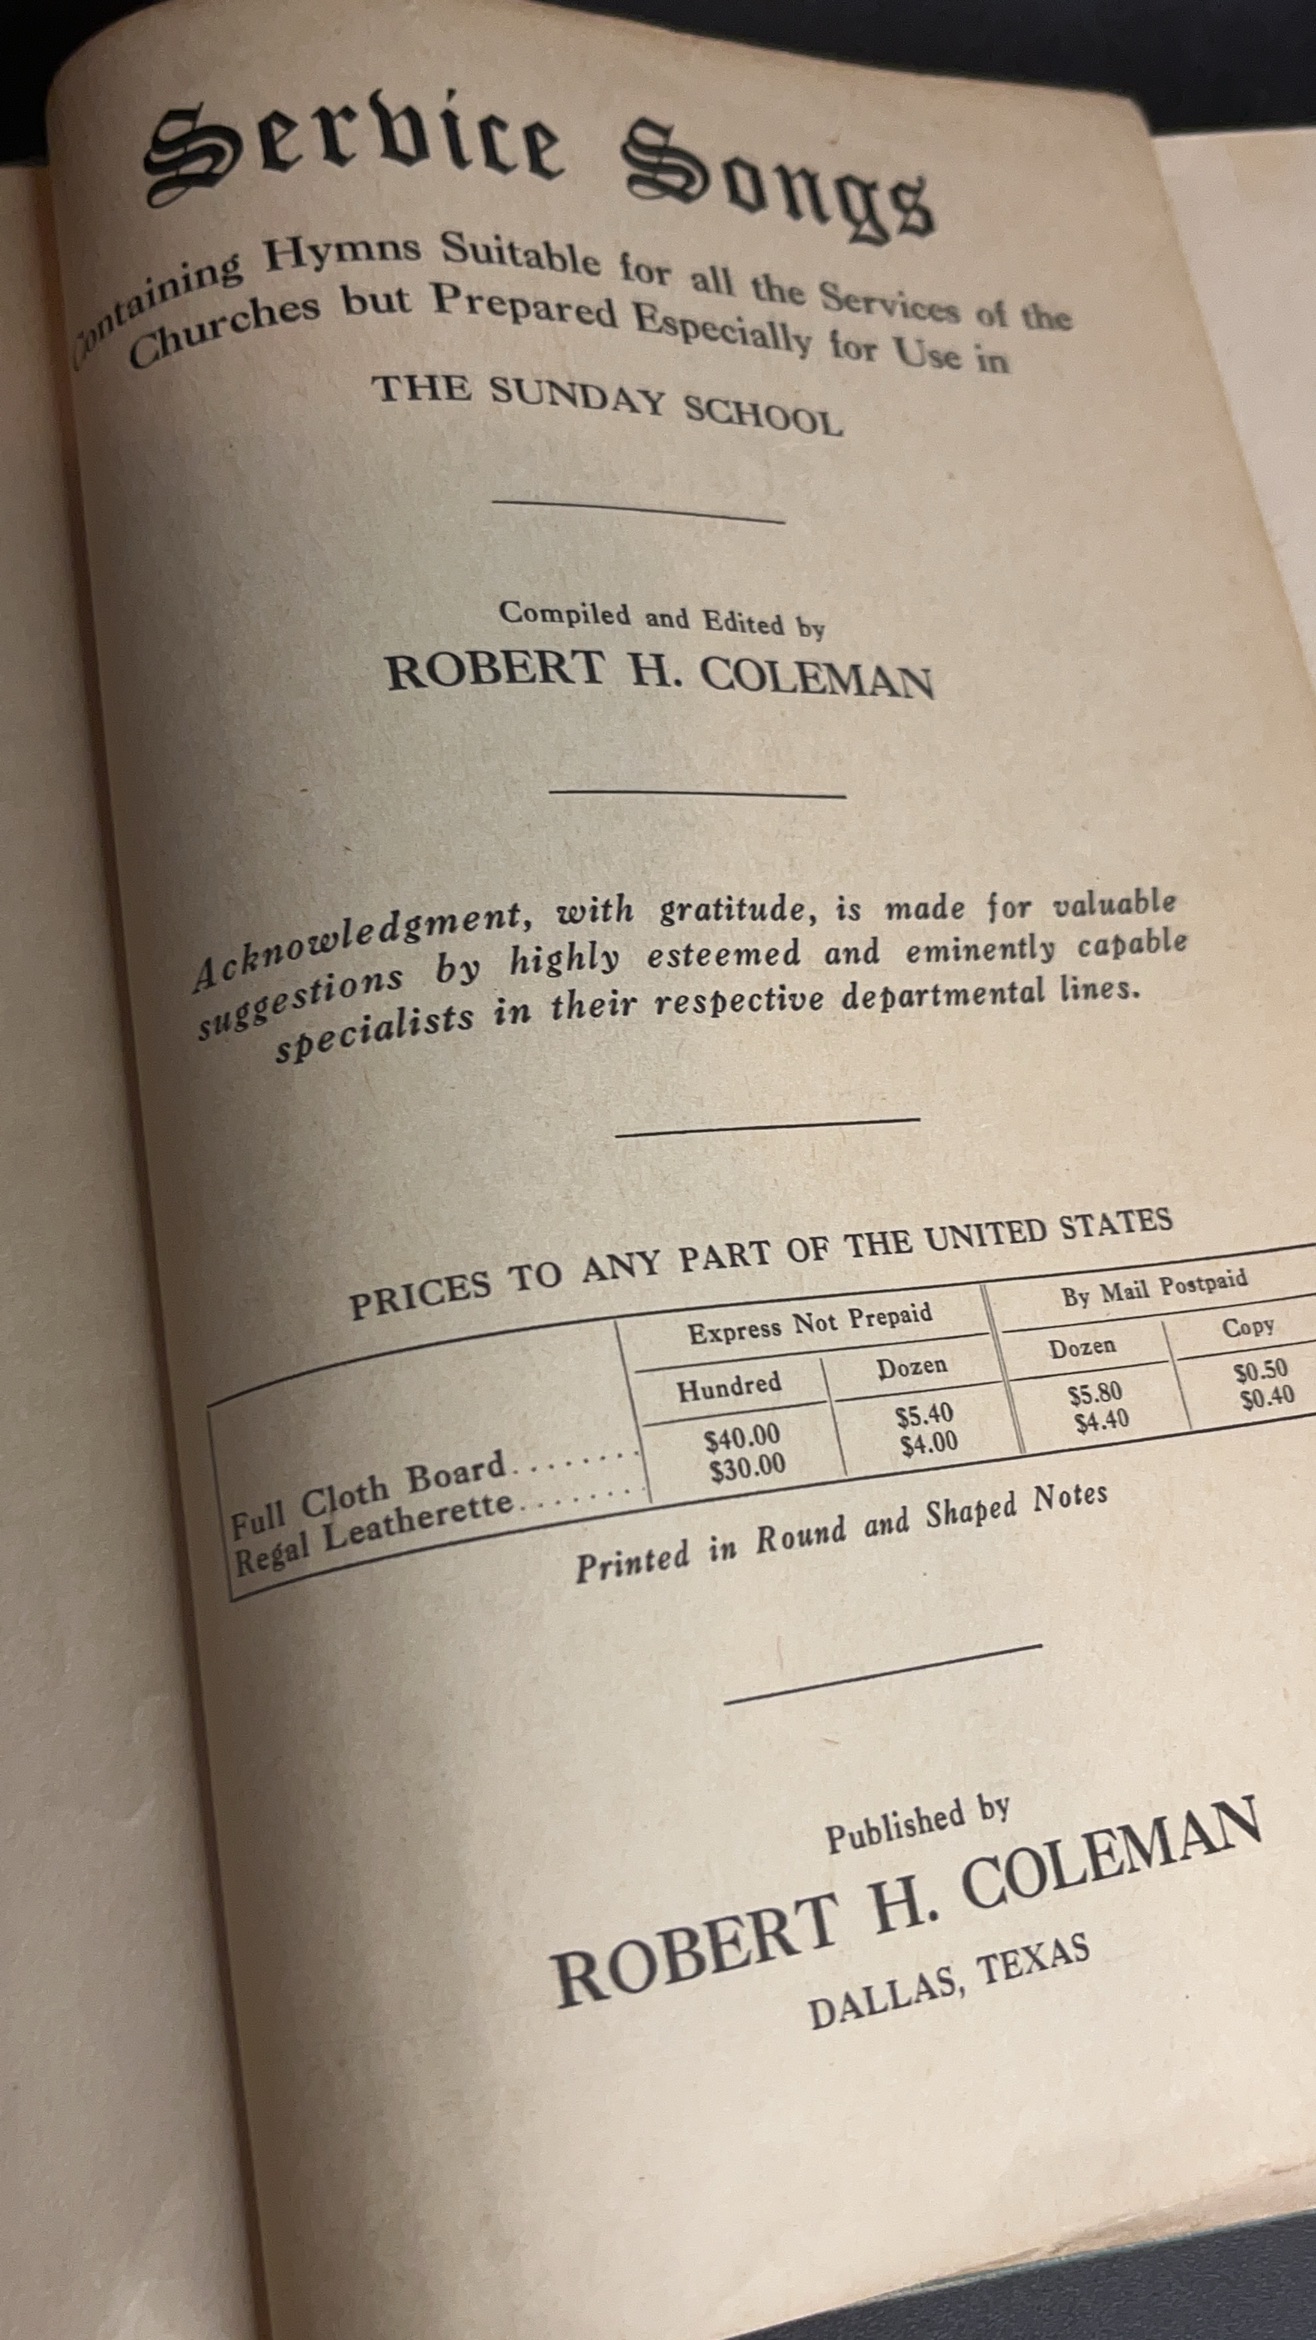 Service Songs
Containing Hymns Suitable for all the Services of the
Churches but Prepared Especially for Use in
THE SUNDAY SCHOOL
Compiled and Edited by
ROBERT H. COLEMAN
Acknowledgment, with gratitude, is made for valuable
suggestions by highly esteemed and eminently capable
specialists in their respective departmental lines.
PRICES TO ANY PART OF THE UNITED STATES
Express Not Prepaid By Mail Postpaid
Hundred Dozen Dozen Copy
Full Cloth Board........ $40.00 $5.40 $5.80 $0.50
Regal Leatherette........ $30.00 $4.00 $4.40 $0.40
Printed in Round and Shaped Notes
Published by
ROBERT H. COLEMAN
DALLAS, TEXAS